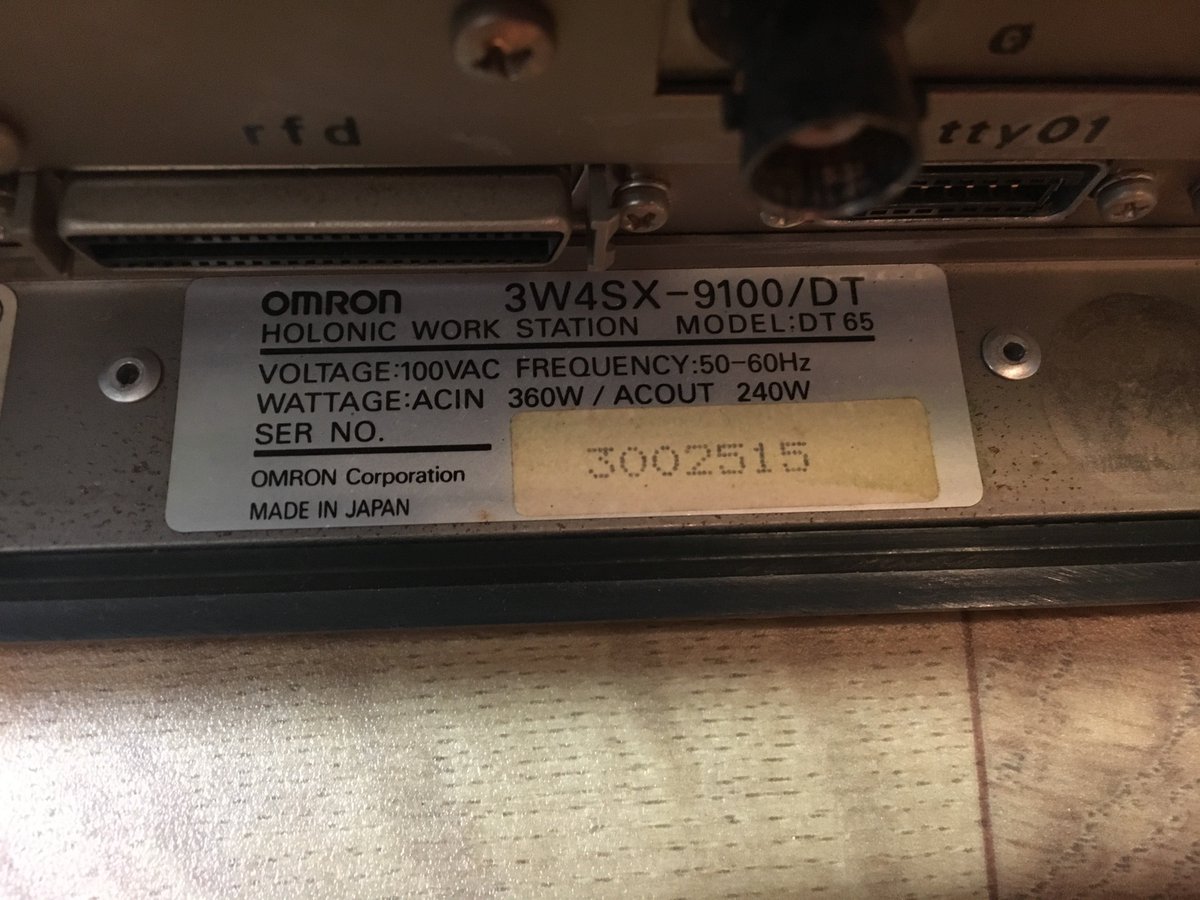 Ø
rfd
tty01
OMRON 3W4SX-9100/DT
HOLONIC WORK STATION MODEL:DT65
VOLTAGE:100VAC FREQUENCY:50-60Hz
WATTAGE:ACIN 360W / ACOUT 240W
SER NO.
3002515
OMRON Corporation
MADE IN JAPAN